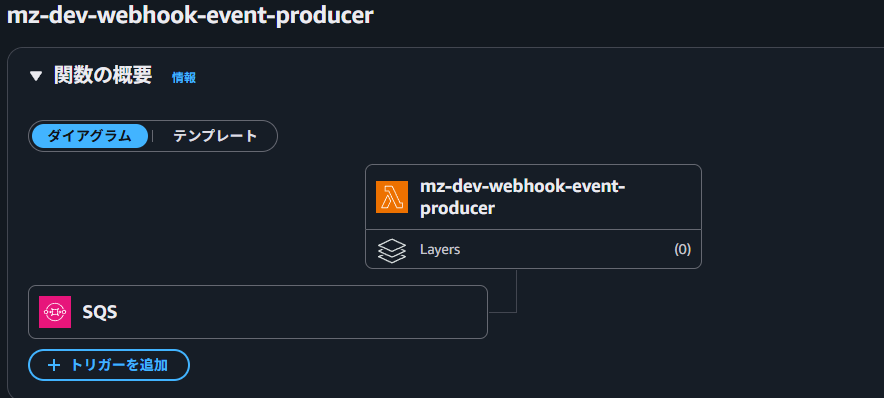 mz-dev-webhook-event-producer
関数の概要 情報
ダイアグラム テンプレート
mz-dev-webhook-event-
producer
Layers (0)
SQS
トリガーを追加